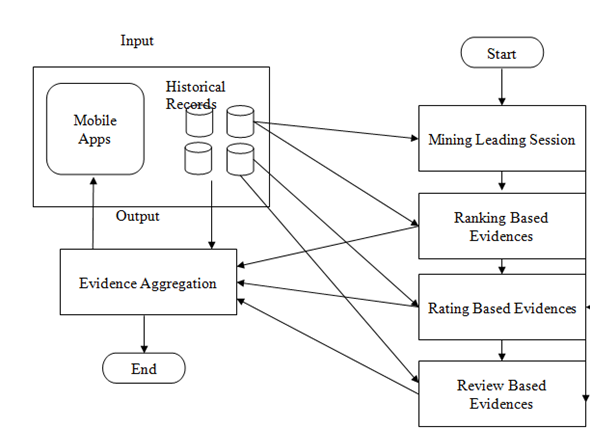 Input
Start
Historical
Records
Mobile
Apps
Mining Leading Session
Output
Ranking Based
Evidences
Evidence Aggregation
Rating Based Evidences
End
Review Based
Evidences